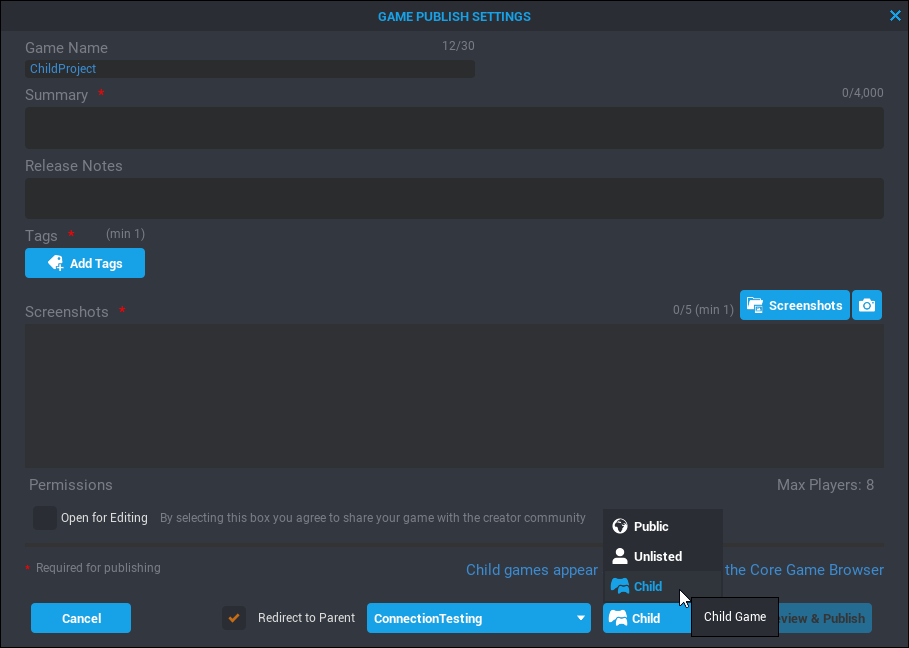 GAME PUBLISH SETTINGS
Game Name 12/30
ChildProject
Summary * 0/4,000
Release Notes
Tags * (min 1)
Add Tags
Screenshots * 0/5 (min 1) Screenshots
Permissions Max Players: 8
Open for Editing By selecting this box you agree to share your game with the creator community
Public
Unlisted
* Required for publishing Child games appear the Core Game Browser
Child
Cancel Redirect to Parent ConnectionTesting Child Child Game & Publish